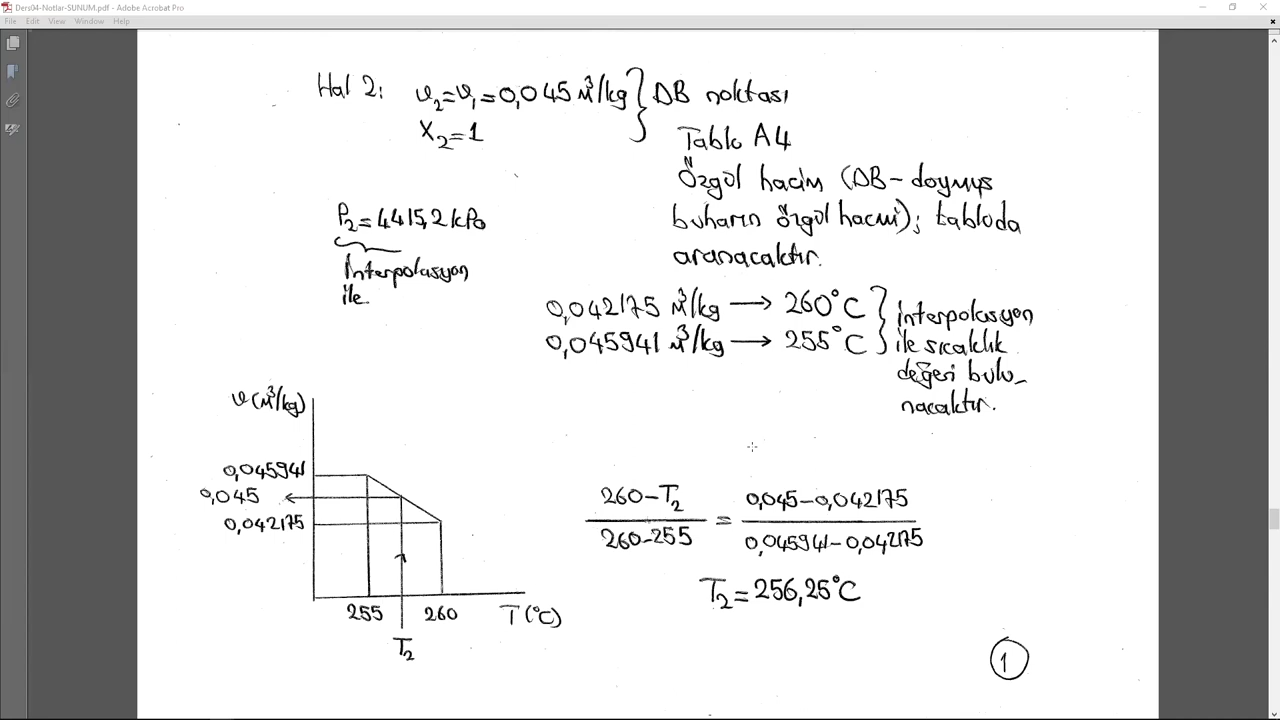 Ders04-Notlar-SUNUM.pdf - Adobe Acrobat Pro
File Edit View Window Help
Hal 2: v₂=v₁=0,045 m³/kg } DB noktası
x₂=1
Tablo A4
Özgül hacim (DB-doymuş
buharın özgül hacmi); tabloda
aranacaktır.
P₂=4415,2 kPa
interpolasyon
ile.
0,042175 m³/kg → 260°C
0,045941 m³/kg → 255°C
} interpolasyon
ile sıcaklık
değeri bulu-
nacaktır.
v(m³/kg)
0,045941
0,045
0,042175
255 260 T(°C)
T₂
260-T₂ / 260-255 = 0,045-0,042175 / 0,045941-0,042175
T₂=256,25°C
1